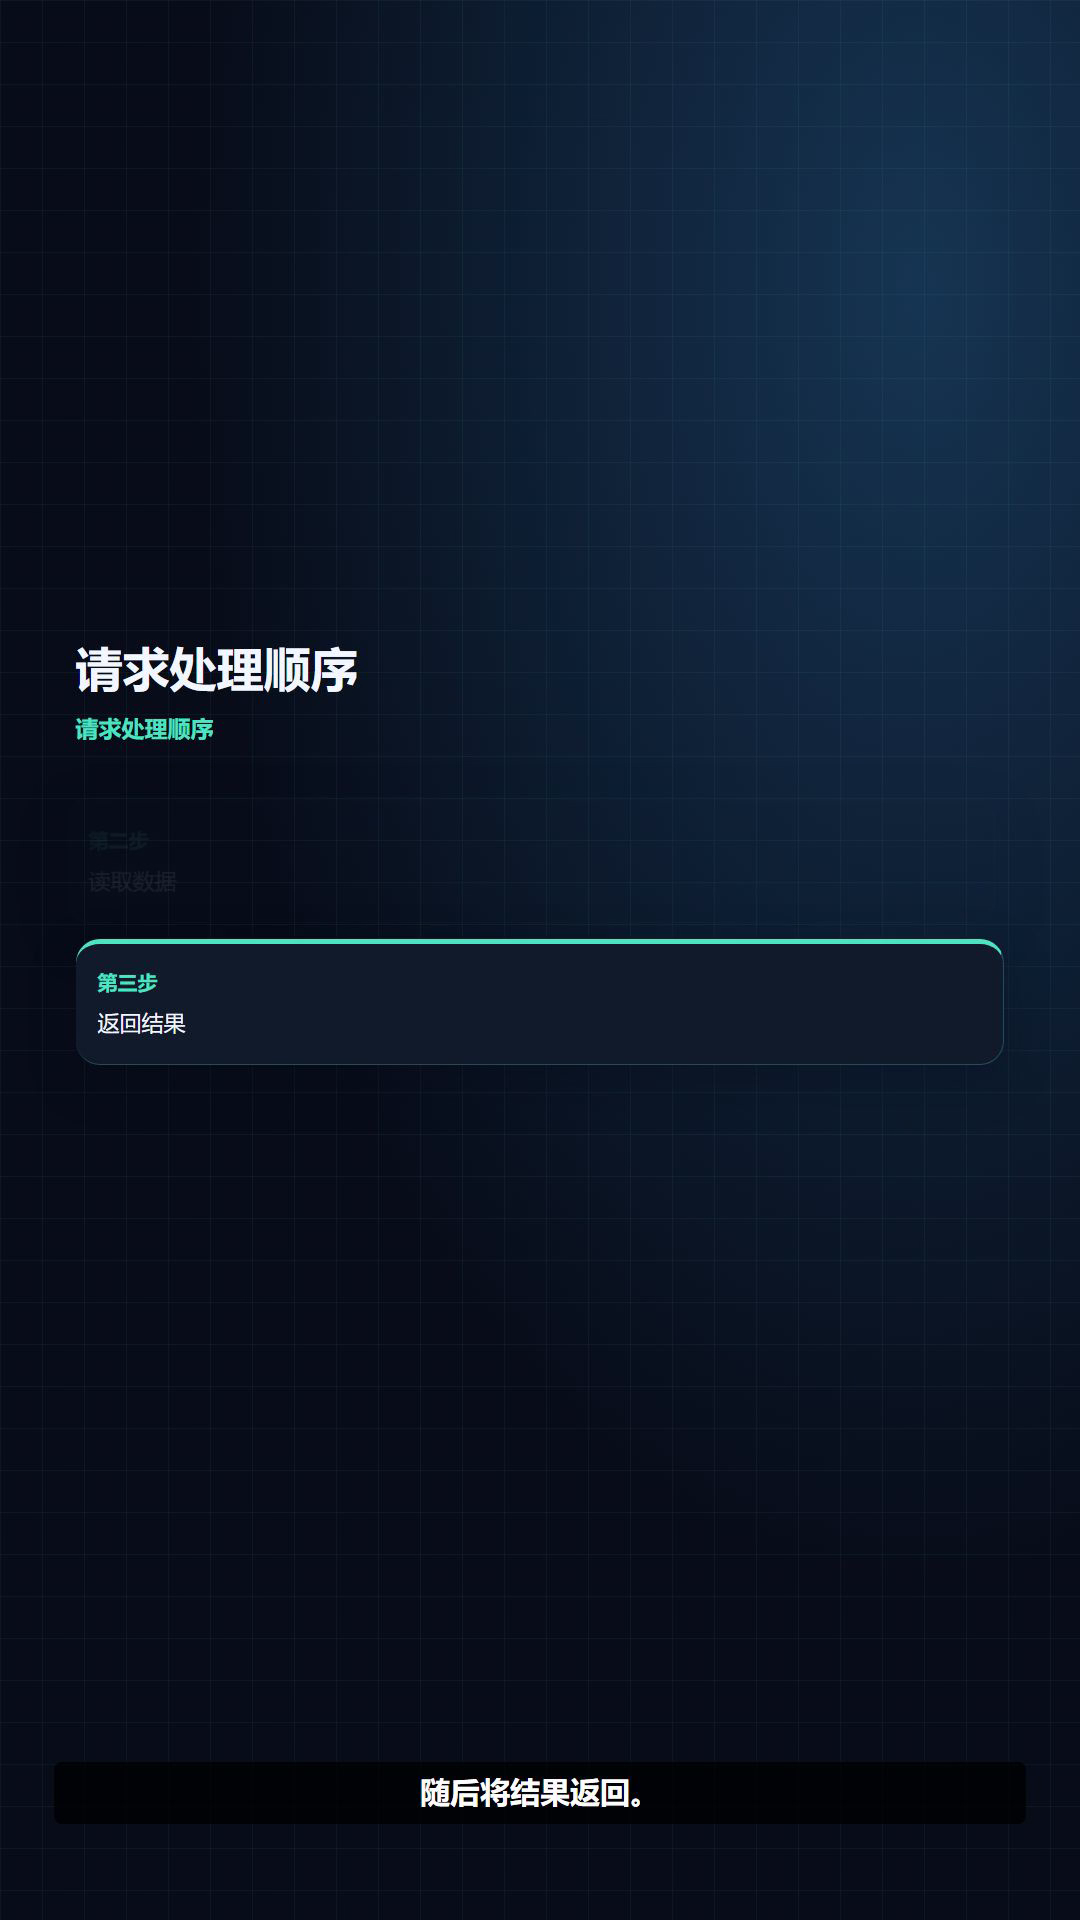 请求处理顺序
请求处理顺序
第二步
读取数据
第三步
返回结果
随后将结果返回。